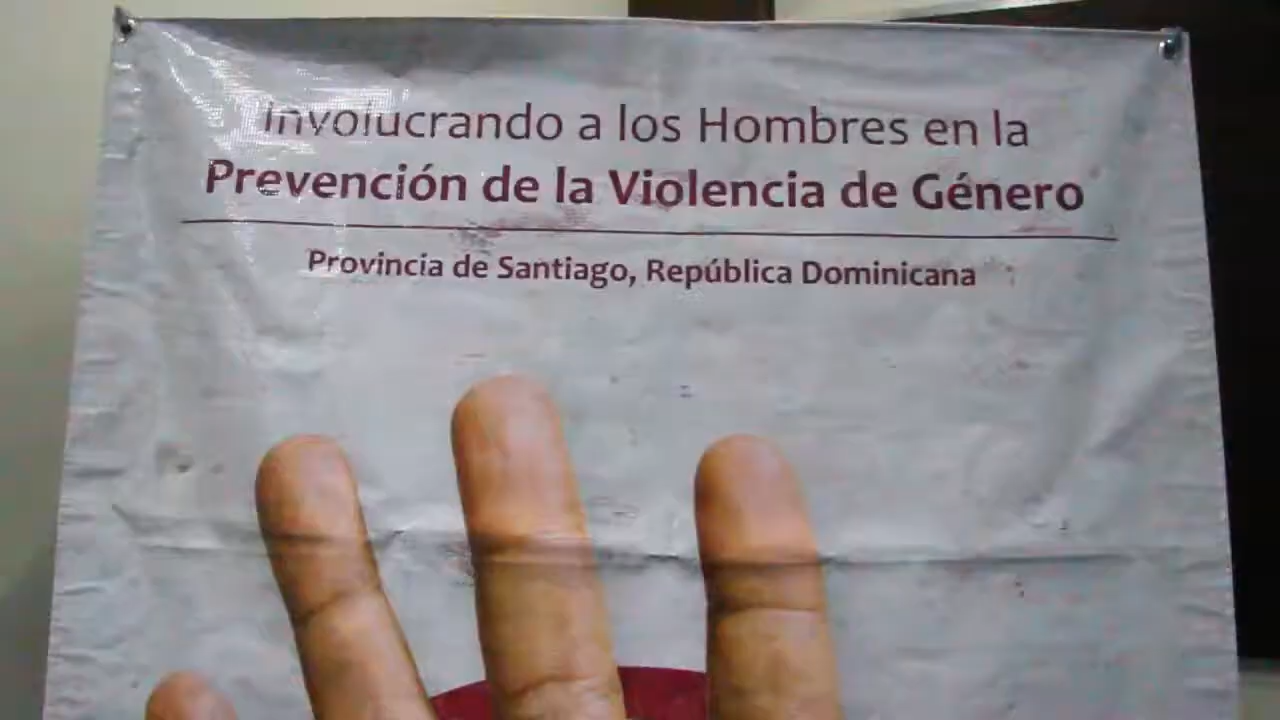 Involucrando a los Hombres en la
Prevención de la Violencia de Género
Provincia de Santiago, República Dominicana